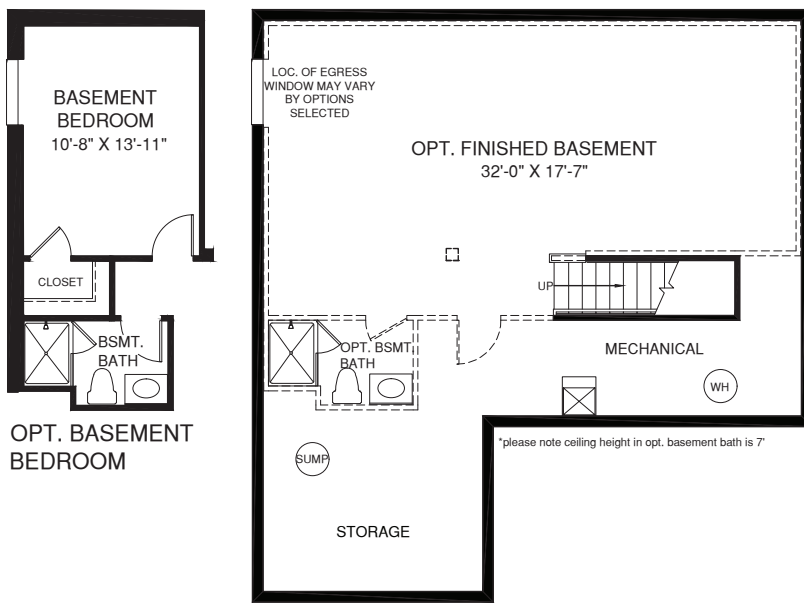 BASEMENT
BEDROOM
10'-8" X 13'-11"
CLOSET
BSMT.
BATH
OPT. BASEMENT
BEDROOM
LOC. OF EGRESS
WINDOW MAY VARY
BY OPTIONS
SELECTED
OPT. FINISHED BASEMENT
32'-0" X 17'-7"
UP
OPT. BSMT.
BATH
MECHANICAL
WH
*please note ceiling height in opt. basement bath is 7'
SUMP
STORAGE